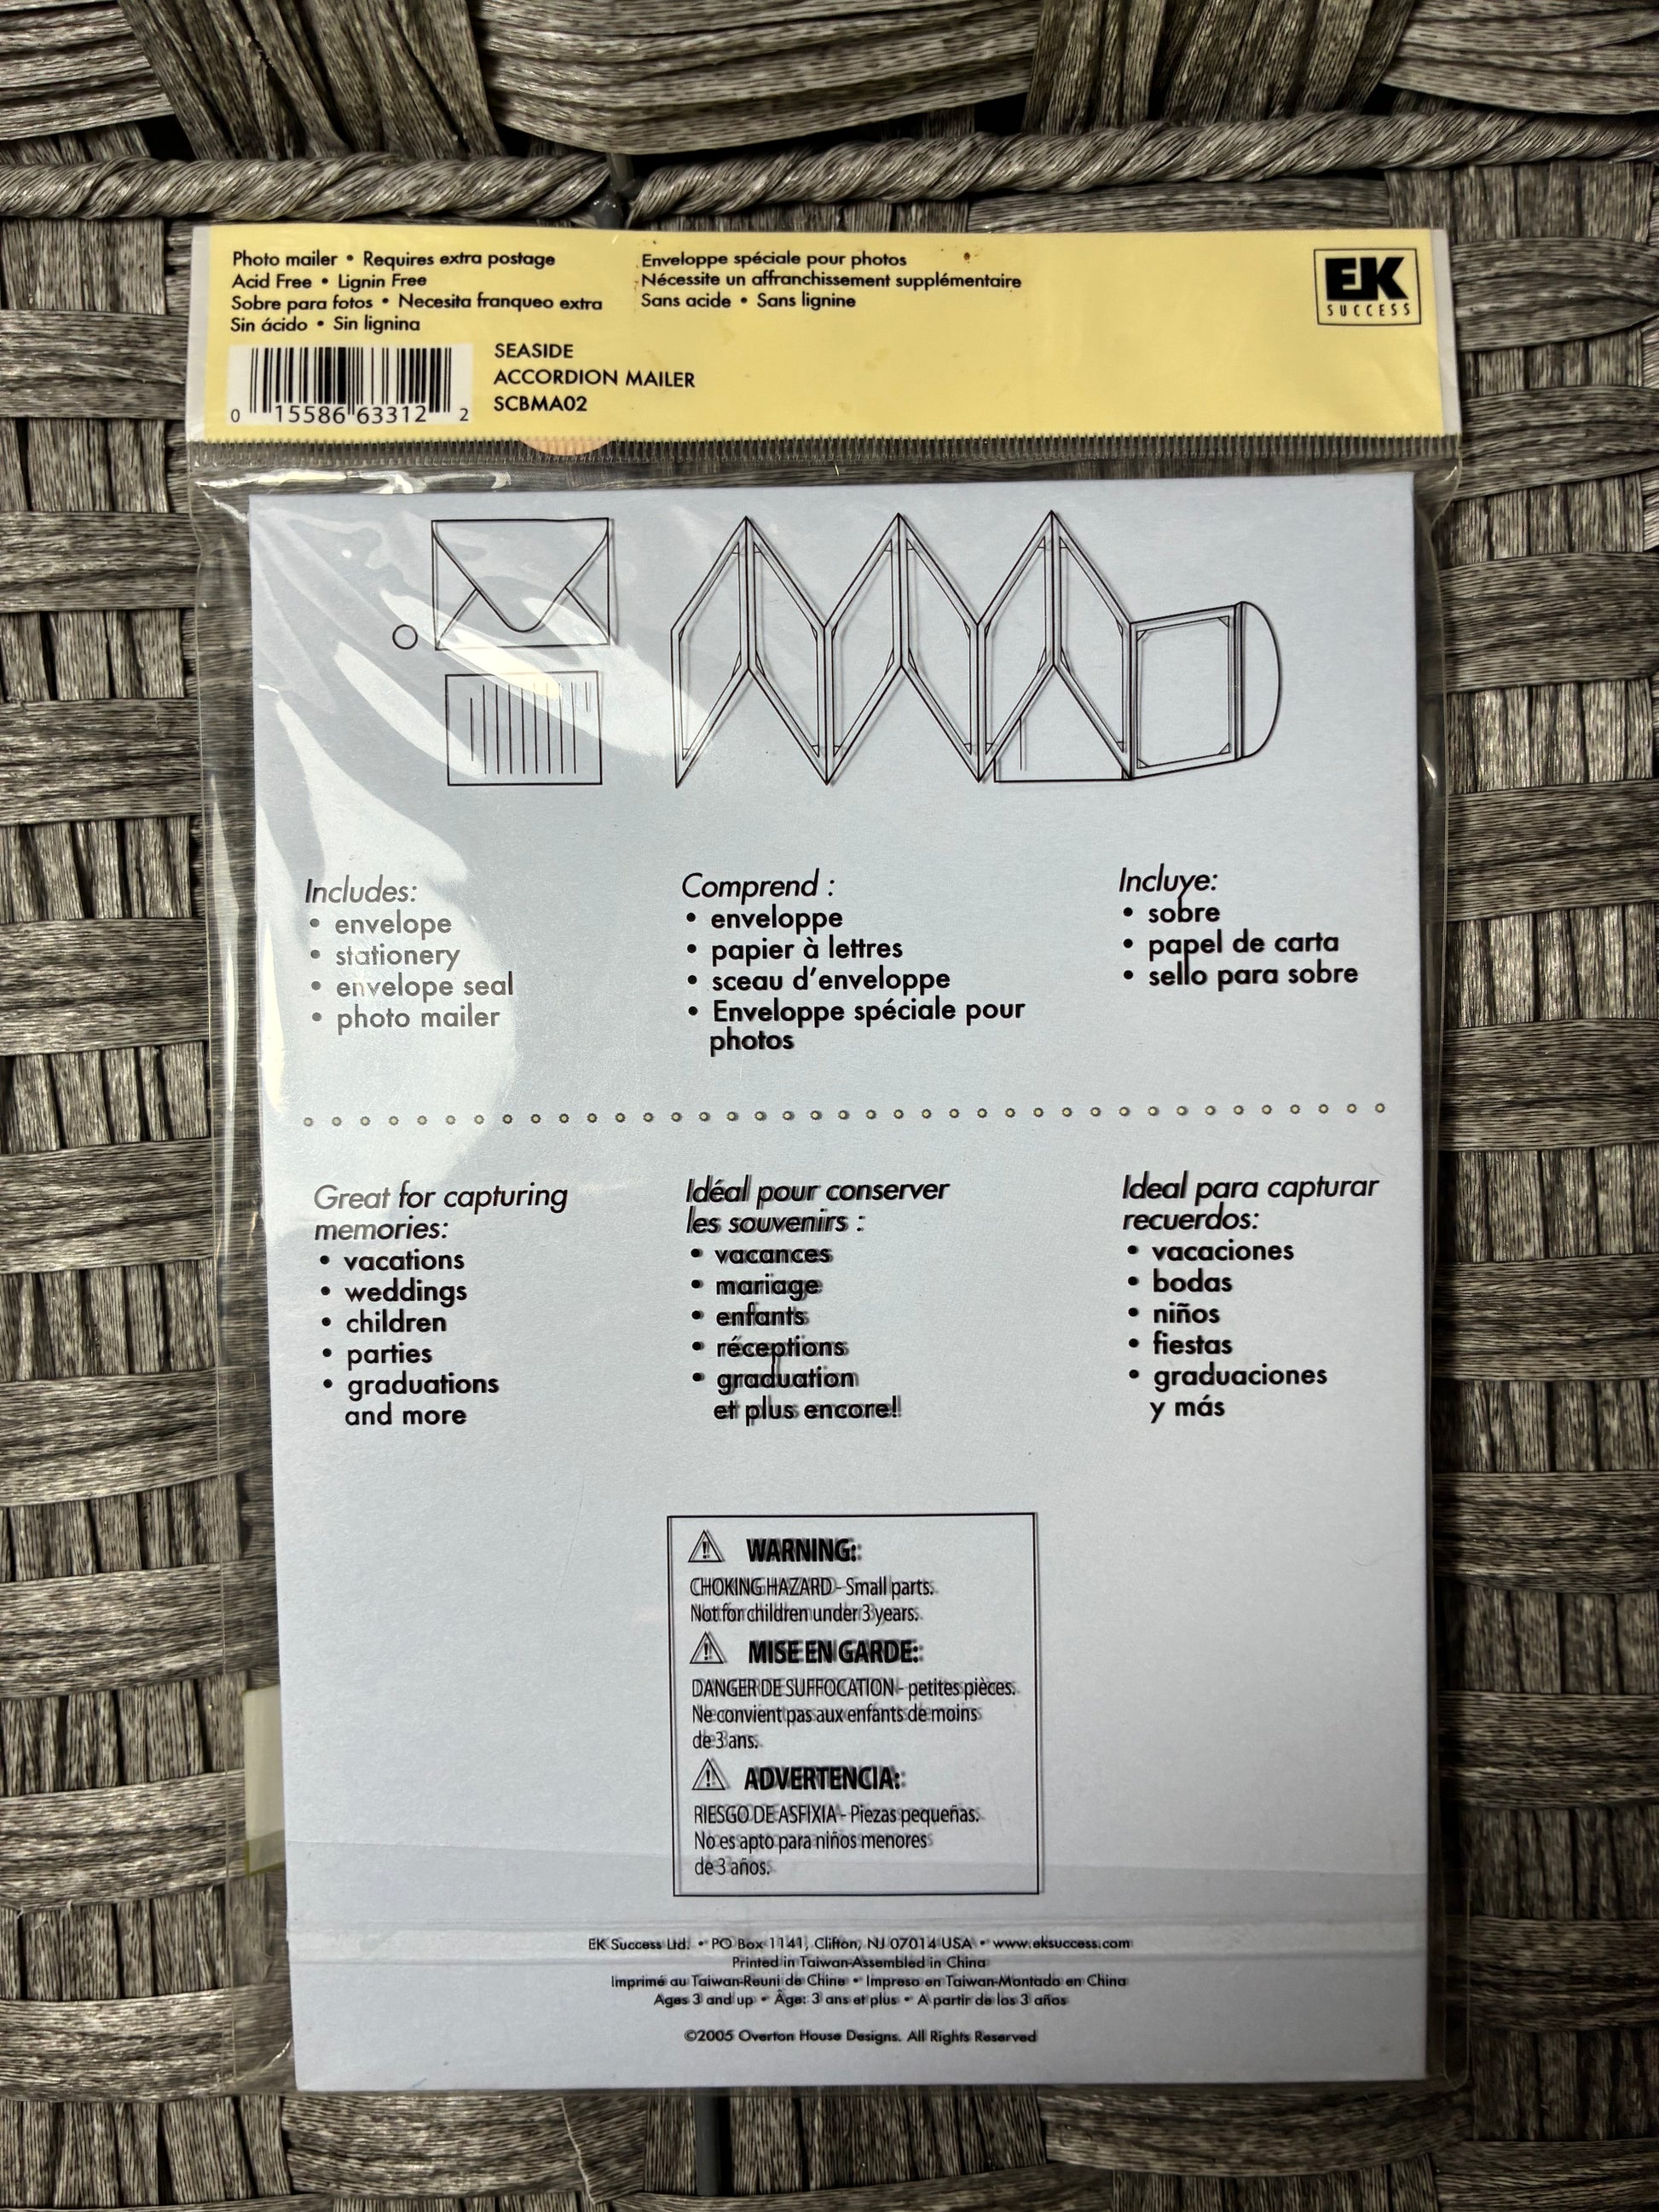 Photo mailer • Requires extra postage
Acid Free • Lignin Free
Sobre para fotos • Necesita franqueo extra
Sin ácido • Sin lignina
Enveloppe spéciale pour photos
Nécessite un affranchissement supplémentaire
Sans acide • Sans lignine
EK
SUCCESS
0 15586 63312 2
SEASIDE
ACCORDION MAILER
SCBMA02
Includes:
• envelope
• stationery
• envelope seal
• photo mailer
Comprend :
• enveloppe
• papier à lettres
• sceau d'enveloppe
• Enveloppe spéciale pour
photos
Incluye:
• sobre
• papel de carta
• sello para sobre
Great for capturing
memories:
• vacations
• weddings
• children
• parties
• graduations
and more
Idéal pour conserver
les souvenirs :
• vacances
• mariage
• enfants
• réceptions
• graduation
et plus encore!
Ideal para capturar
recuerdos:
• vacaciones
• bodas
• niños
• fiestas
• graduaciones
y más
WARNING:
CHOKING HAZARD - Small parts.
Not for children under 3 years.
MISE EN GARDE:
DANGER DE SUFFOCATION - petites pièces.
Ne convient pas aux enfants de moins
de 3 ans.
ADVERTENCIA:
RIESGO DE ASFIXIA - Piezas pequeñas.
No es apto para niños menores
de 3 años.
EK Success Ltd. • PO Box 1141, Clifton, NJ 07014 USA • www.eksuccess.com
Printed in Taiwan-Assembled in China
Imprimé au Taiwan-Reuni de Chine • Impreso en Taiwan-Montado en China
Ages 3 and up • Âge: 3 ans et plus • A partir de los 3 años
©2005 Overton House Designs. All Rights Reserved